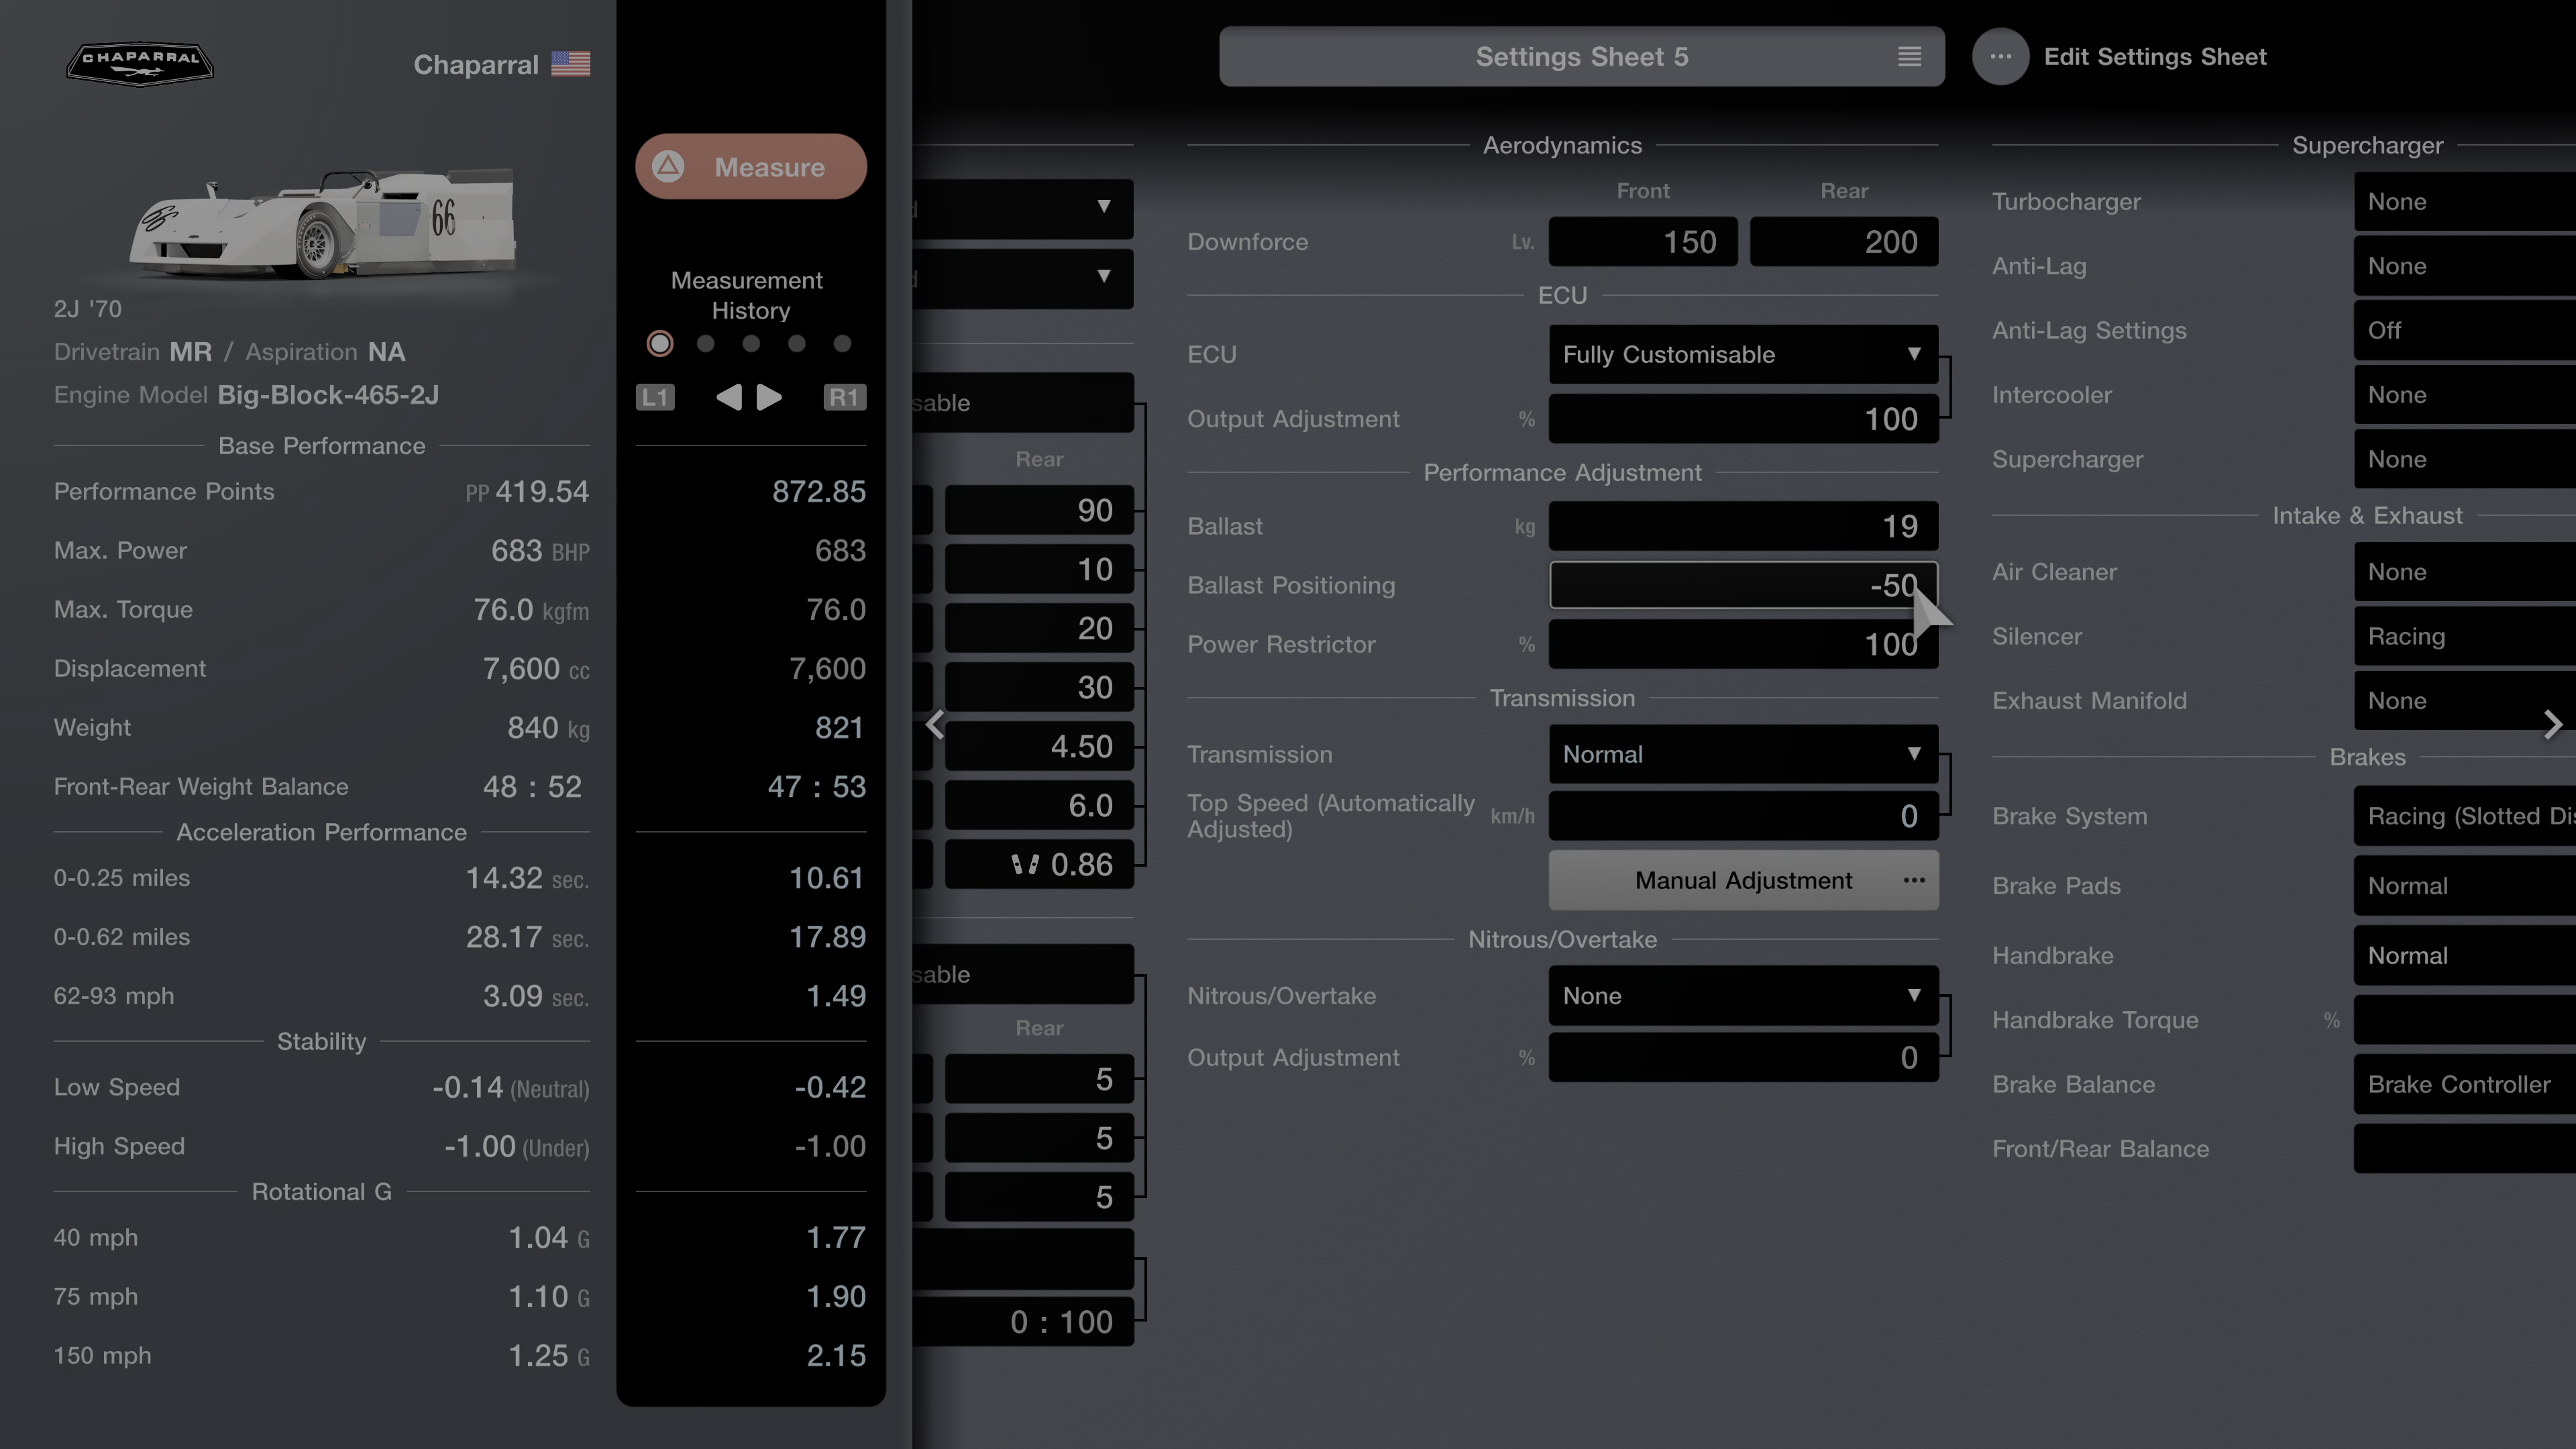 CHAPARRAL
Chaparral
66
66
2J '70
Drivetrain MR / Aspiration NA
Engine Model Big-Block-465-2J
Base Performance
Performance Points PP 419.54
Max. Power 683 BHP
Max. Torque 76.0 kgfm
Displacement 7,600 cc
Weight 840 kg
Front-Rear Weight Balance 48 : 52
Acceleration Performance
0-0.25 miles 14.32 sec.
0-0.62 miles 28.17 sec.
62-93 mph 3.09 sec.
Stability
Low Speed -0.14 (Neutral)
High Speed -1.00 (Under)
Rotational G
40 mph 1.04 G
75 mph 1.10 G
150 mph 1.25 G
Measure
Measurement
History
L1 R1
872.85
683
76.0
7,600
821
47 : 53
10.61
17.89
1.49
-0.42
-1.00
1.77
1.90
2.15
Settings Sheet 5
Edit Settings Sheet
d
d
sable
Rear
90
10
20
30
4.50
6.0
0.86
sable
Rear
5
5
5
0 : 100
Aerodynamics
Front Rear
Downforce Lv. 150 200
ECU
ECU Fully Customisable
Output Adjustment % 100
Performance Adjustment
Ballast kg 19
Ballast Positioning -50
Power Restrictor % 100
Transmission
Transmission Normal
Top Speed (Automatically
Adjusted) km/h 0
Manual Adjustment
Nitrous/Overtake
Nitrous/Overtake None
Output Adjustment % 0
Supercharger
Turbocharger None
Anti-Lag None
Anti-Lag Settings Off
Intercooler None
Supercharger None
Intake & Exhaust
Air Cleaner None
Silencer Racing
Exhaust Manifold None
Brakes
Brake System Racing (Slotted Dis
Brake Pads Normal
Handbrake Normal
Handbrake Torque %
Brake Balance Brake Controller
Front/Rear Balance